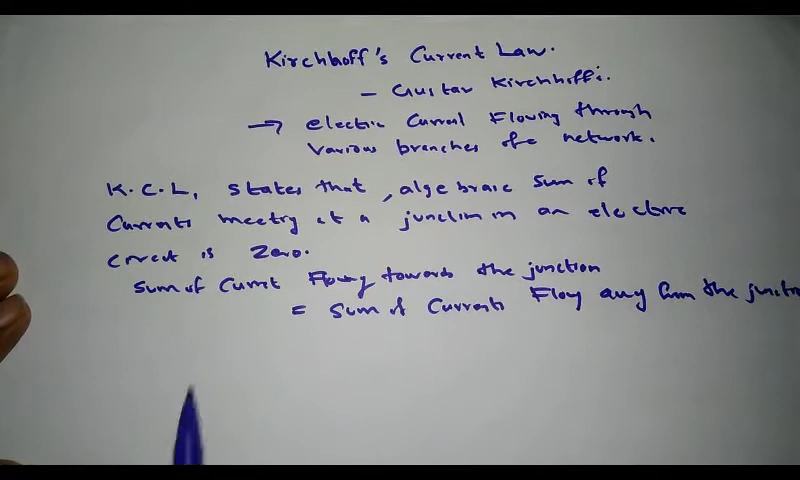 Kirchhoff's Current Law.
- Gustav Kirchhoff.
→ electric Current Flowing through
various branches of a network.
K.C.L, states that, algebraic sum of
Currents meeting at a junction in an electric
circuit is Zero.
Sum of Current Flowing towards the junction
= Sum of Currents Flowing away from the junction